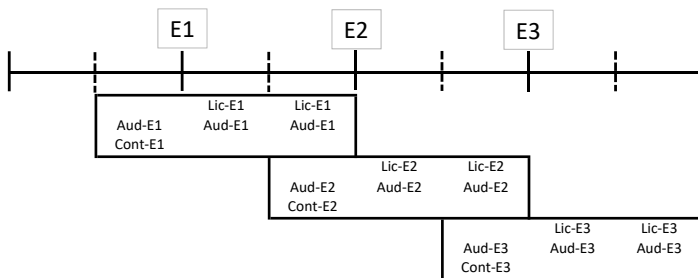 E1 E2 E3
Lic-E1 Lic-E1
Aud-E1 Aud-E1 Aud-E1
Cont-E1
Lic-E2 Lic-E2
Aud-E2 Aud-E2 Aud-E2
Cont-E2
Lic-E3 Lic-E3
Aud-E3 Aud-E3 Aud-E3
Cont-E3